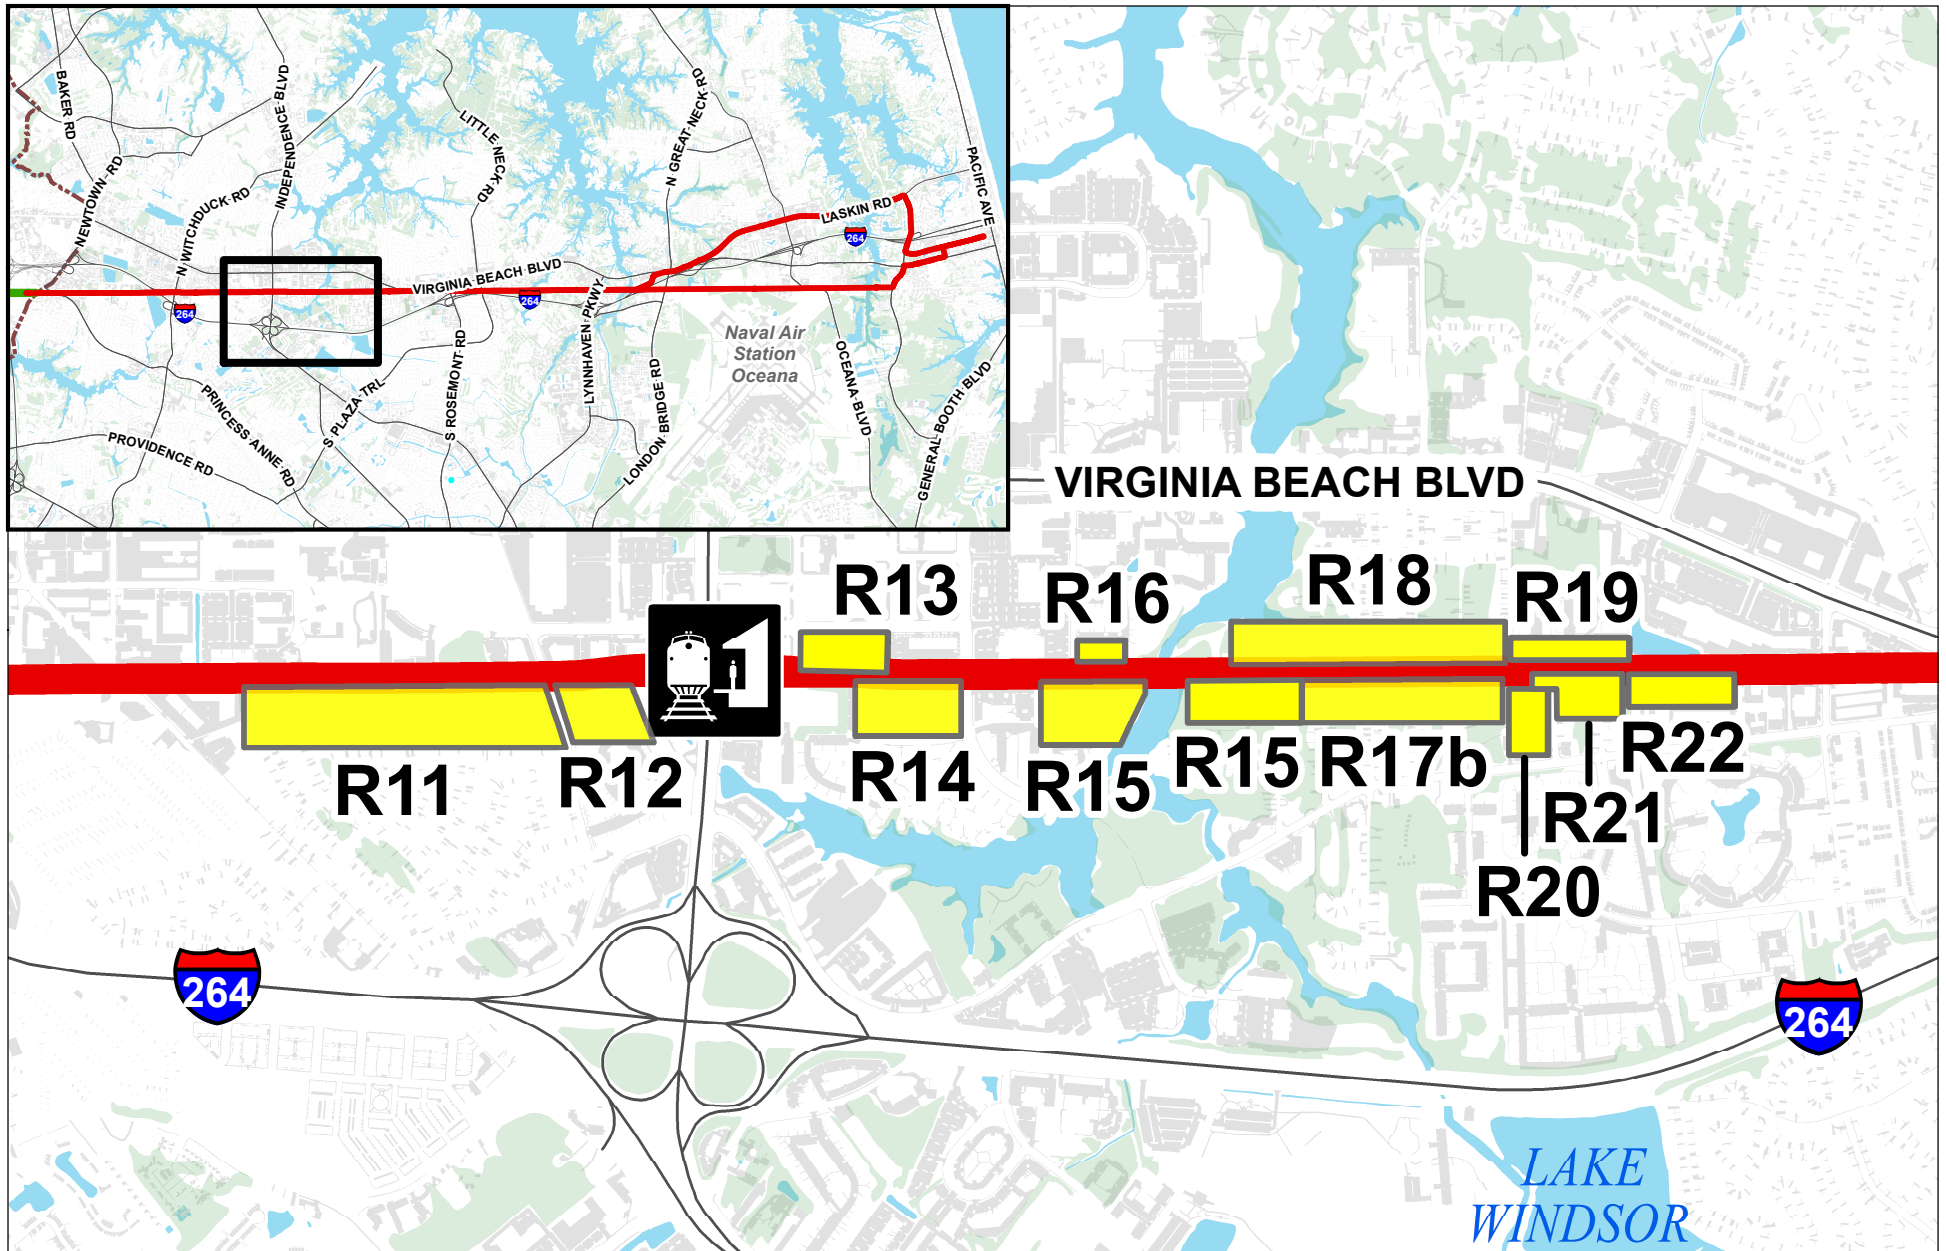 BAKER RD
NEWTOWN RD
N WITCHDUCK RD
INDEPENDENCE BLVD
LITTLE NECK RD
N GREAT NECK RD
PACIFIC AVE
LASKIN RD
264
VIRGINIA BEACH BLVD
264
264
Naval Air
Station
Oceana
PROVIDENCE RD
PRINCESS ANNE RD
S PLAZA TRL
S ROSEMONT RD
LYNNHAVEN PKWY
LONDON BRIDGE RD
OCEANA BLVD
GENERAL BOOTH BLVD
VIRGINIA BEACH BLVD
R13
R16
R18
R19
R11
R12
R14
R15
R15
R17b
R22
R21
R20
264
264
LAKE
WINDSOR